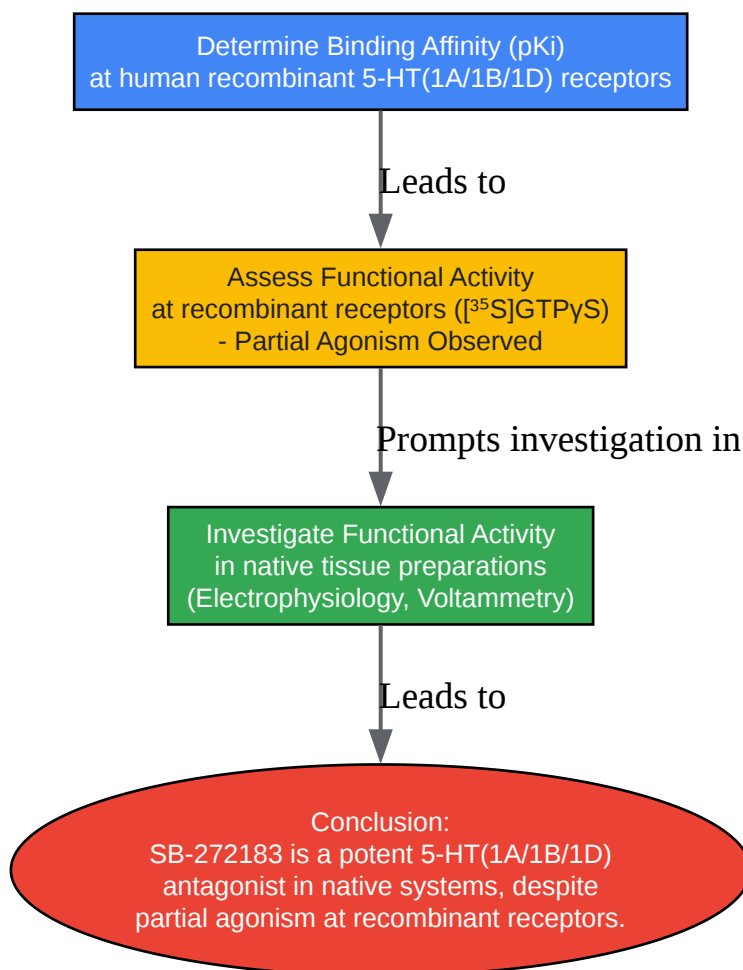 Determine Binding Affinity (pKi)
at human recombinant 5-HT(1A/1B/1D) receptors
Leads to
Assess Functional Activity
at recombinant receptors ([³⁵S]GTPγS)
- Partial Agonism Observed
Prompts investigation in
Investigate Functional Activity
in native tissue preparations
(Electrophysiology, Voltammetry)
Leads to
Conclusion:
SB-272183 is a potent 5-HT(1A/1B/1D)
antagonist in native systems, despite
partial agonism at recombinant receptors.